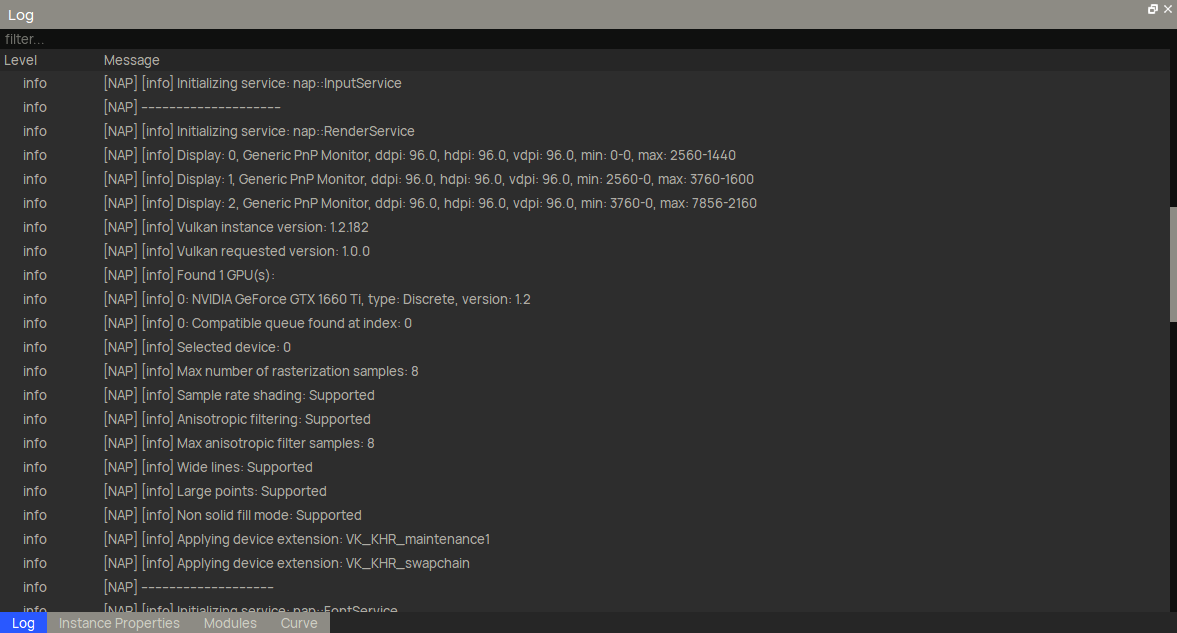 Log
filter...
Level Message
info [NAP] [info] Initializing service: nap::InputService
info [NAP] --------------------
info [NAP] [info] Initializing service: nap::RenderService
info [NAP] [info] Display: 0, Generic PnP Monitor, ddpi: 96.0, hdpi: 96.0, vdpi: 96.0, min: 0-0, max: 2560-1440
info [NAP] [info] Display: 1, Generic PnP Monitor, ddpi: 96.0, hdpi: 96.0, vdpi: 96.0, min: 2560-0, max: 3760-1600
info [NAP] [info] Display: 2, Generic PnP Monitor, ddpi: 96.0, hdpi: 96.0, vdpi: 96.0, min: 3760-0, max: 7856-2160
info [NAP] [info] Vulkan instance version: 1.2.182
info [NAP] [info] Vulkan requested version: 1.0.0
info [NAP] [info] Found 1 GPU(s):
info [NAP] [info] 0: NVIDIA GeForce GTX 1660 Ti, type: Discrete, version: 1.2
info [NAP] [info] 0: Compatible queue found at index: 0
info [NAP] [info] Selected device: 0
info [NAP] [info] Max number of rasterization samples: 8
info [NAP] [info] Sample rate shading: Supported
info [NAP] [info] Anisotropic filtering: Supported
info [NAP] [info] Max anisotropic filter samples: 8
info [NAP] [info] Wide lines: Supported
info [NAP] [info] Large points: Supported
info [NAP] [info] Non solid fill mode: Supported
info [NAP] [info] Applying device extension: VK_KHR_maintenance1
info [NAP] [info] Applying device extension: VK_KHR_swapchain
info [NAP] -------------------
info [NAP] [info] Initializing service: nap::FontService
Log Instance Properties Modules Curve